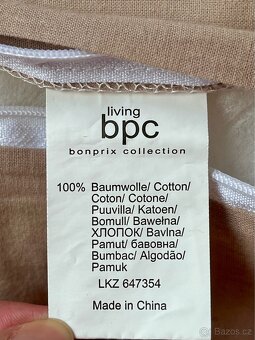 living
bpc
bonprix collection
100% Baumwolle/ Cotton/
Coton/ Cotone/
Puuvilla/ Katoen/
Bomull/ Bawełna/
ХЛОПОК/ Bavlna/
Pamut/ бавовна/
Bumbac/ Algodão/
Pamuk
LKZ 647354
Made in China
sbazar.cz